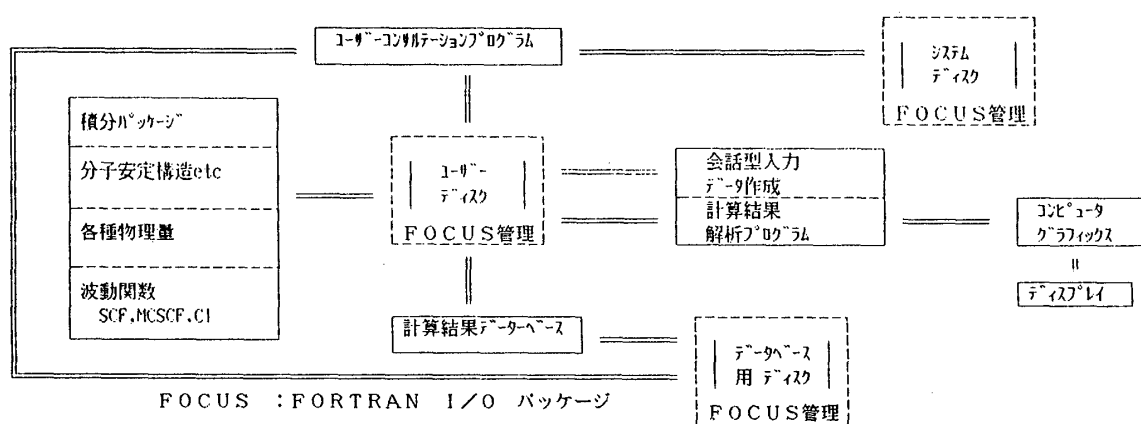 ﾕｰｻﾞｰｺﾝｻﾙﾃｰｼｮﾝﾌﾟﾛｸﾞﾗﾑ
ｼｽﾃﾑ
ﾃﾞｨｽｸ
ＦＯＣＵＳ管理
積分ﾊﾟｯｹｰｼﾞ
分子安定構造etc
各種物理量
波動関数
SCF,MCSCF,CI
ﾕｰｻﾞｰ
ﾃﾞｨｽｸ
ＦＯＣＵＳ管理
会話型入力
ﾃﾞｰﾀ作成
計算結果
解析ﾌﾟﾛｸﾞﾗﾑ
ｺﾝﾋﾟｭｰﾀ
ｸﾞﾗﾌｨｯｸｽ
ﾃﾞｨｽﾌﾟﾚｲ
計算結果ﾃﾞｰﾀｰﾍﾞｰｽ
ﾃﾞｰﾀﾍﾞｰｽ
用 ﾃﾞｨｽｸ
ＦＯＣＵＳ管理
ＦＯＣＵＳ ：ＦＯＲＴＲＡＮ Ｉ／Ｏ パッケージ